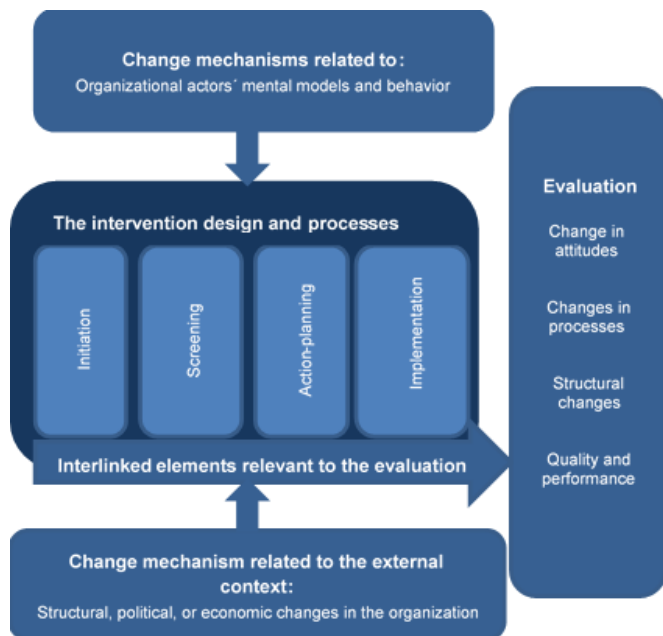 Change mechanisms related to:
Organizational actors´ mental models and behavior
The intervention design and processes
Initiation
Screening
Action-planning
Implementation
Interlinked elements relevant to the evaluation
Change mechanism related to the external
context:
Structural, political, or economic changes in the organization
Evaluation
Change in
attitudes
Changes in
processes
Structural
changes
Quality and
performance